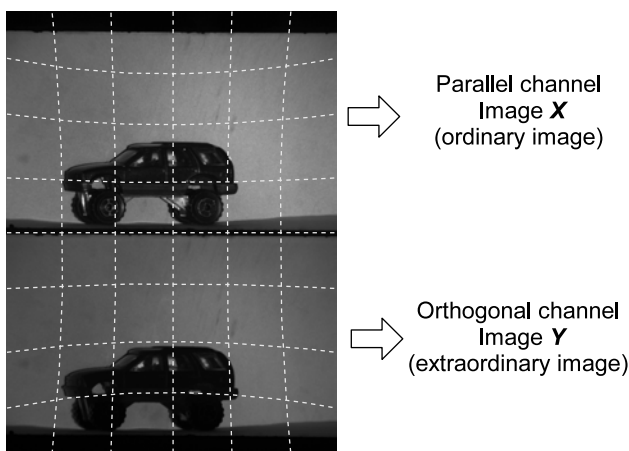 Parallel channel
Image X
(ordinary image)
Orthogonal channel
Image Y
(extraordinary image)